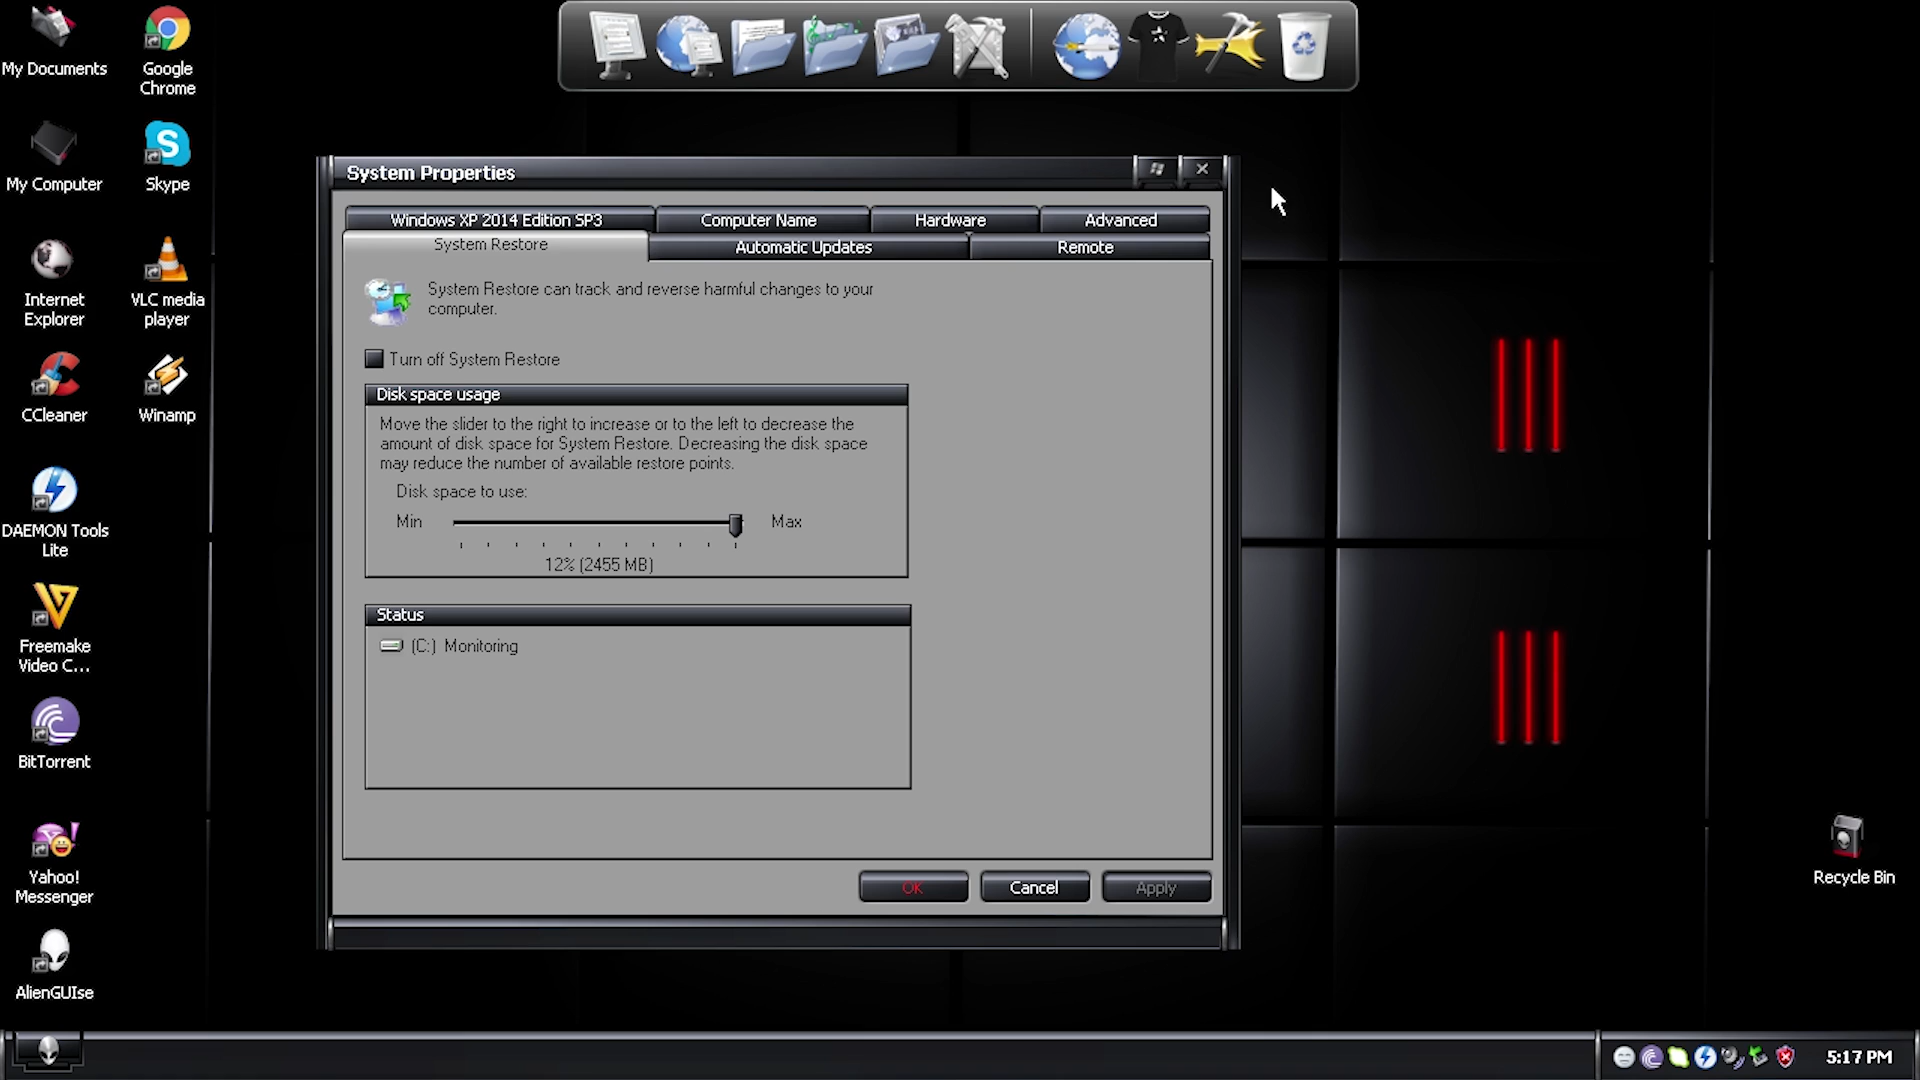 My Documents
Google
Chrome
My Computer
Skype
Internet
Explorer
VLC media
player
CCleaner
Winamp
DAEMON Tools
Lite
Freemake
Video C...
BitTorrent
Yahoo!
Messenger
AlienGUIse
System Properties
Windows XP 2014 Edition SP3
Computer Name
Hardware
Advanced
System Restore
Automatic Updates
Remote
System Restore can track and reverse harmful changes to your
computer.
Turn off System Restore
Disk space usage
Move the slider to the right to increase or to the left to decrease the
amount of disk space for System Restore. Decreasing the disk space
may reduce the number of available restore points.
Disk space to use:
Min
Max
12% (2455 MB)
Status
(C:) Monitoring
OK
Cancel
Apply
Recycle Bin
5:17 PM